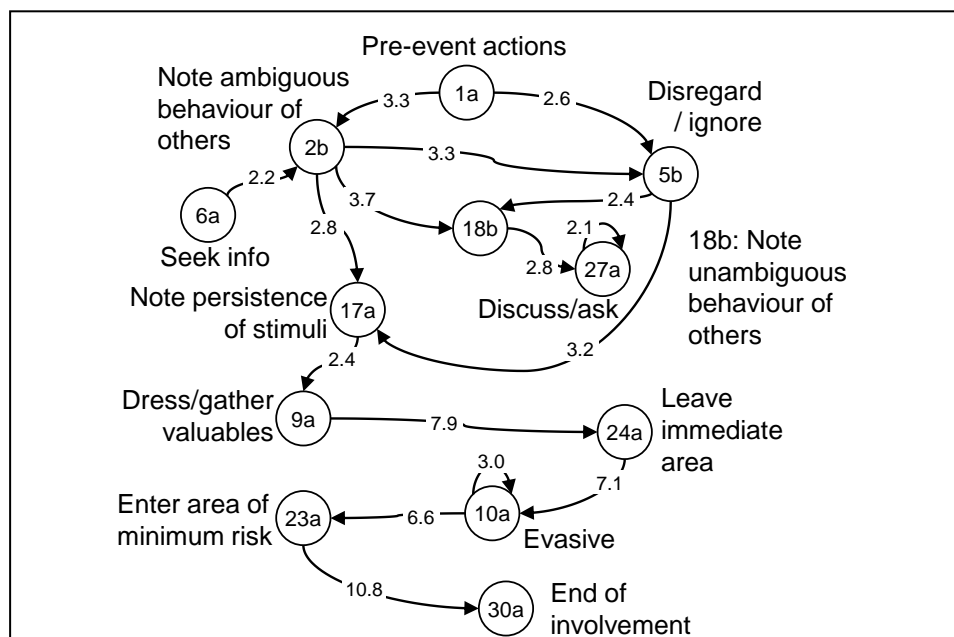 Pre-event actions
Note ambiguous
behaviour of
others
1a
3.3
2.6
Disregard
/ ignore
2b
3.3
5b
2.2
6a
Seek info
3.7
2.4
2.8
18b
2.1
2.8
27a
Discuss/ask
18b: Note
unambiguous
behaviour of
others
Note persistence
of stimuli
17a
3.2
2.4
Dress/gather
valuables
9a
7.9
24a
Leave
immediate
area
3.0
7.1
Enter area of
minimum risk
23a
6.6
10a
Evasive
10.8
30a
End of
involvement